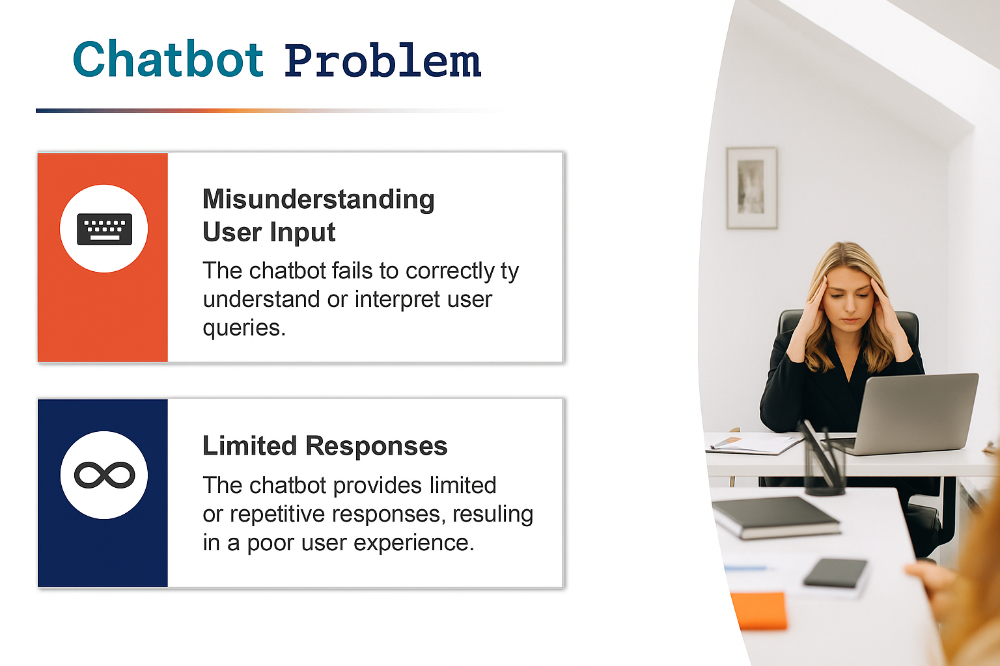 Chatbot Problem
Misunderstanding
User Input
The chatbot fails to correctly ty
understand or interpret user
queries.
Limited Responses
The chatbot provides limited
or repetitive responses, resuling
in a poor user experience.